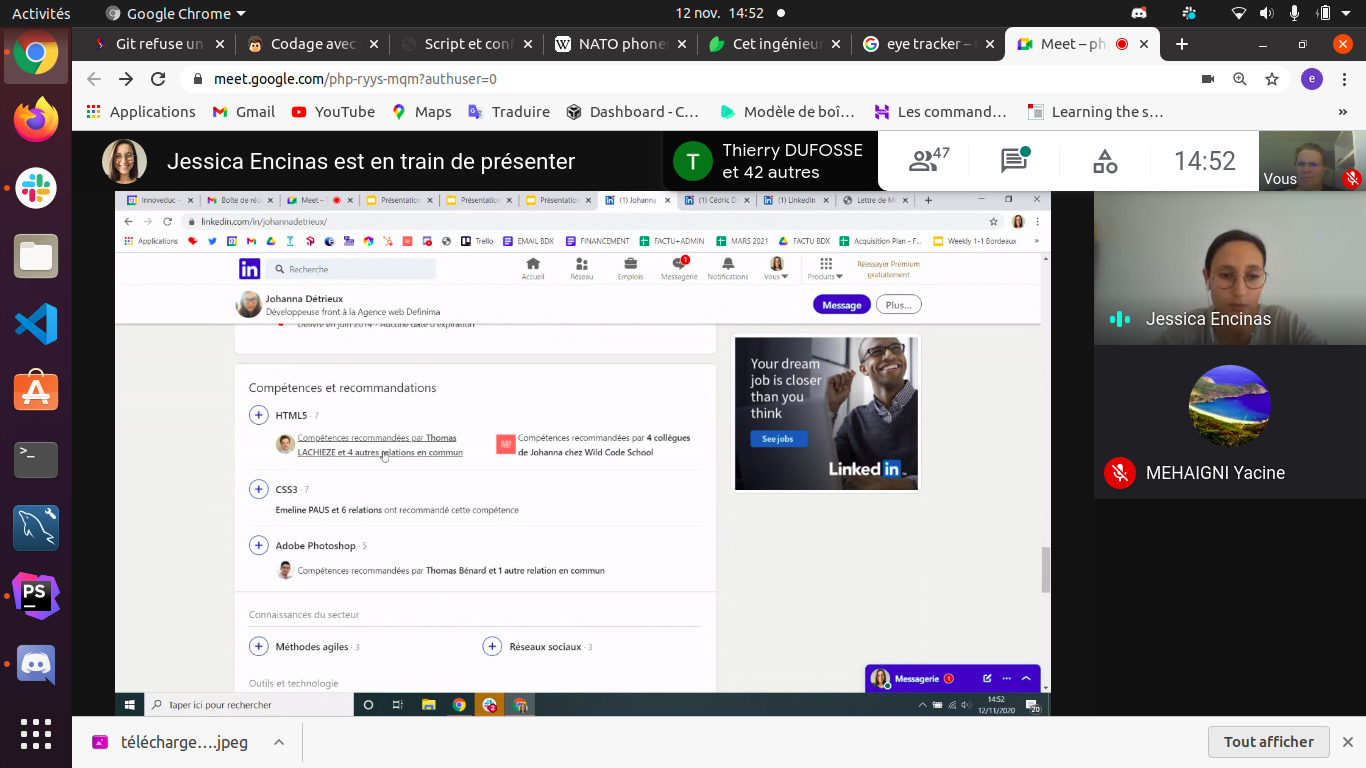 Activités
Google Chrome
12 nov. 14:52
Git refuse un
Codage avec
Script et conf
NATO phone
Cet ingénieu
eye tracker –
Meet – ph
meet.google.com/php-ryys-mqm?authuser=0
e
Applications
Gmail
YouTube
Maps
Traduire
Dashboard - C…
Modèle de boî…
Les command…
Learning the s…
»
Jessica Encinas est en train de présenter
T
Thierry DUFOSSE
et 42 autres
47
14:52
Vous
Innoveduc -
Boîte de réc
Meet –
Présentation
Présentation
Présentation
(1) Johanna
(1) Cédric D
(1) LinkedIn
Lettre de M
linkedin.com/in/johannadetrieux/
Applications
Trello
EMAIL BDX
FINANCEMENT
FACTU+ADMIN
MARS 2021
FACTU BDX
Acquisition Plan - F…
Weekly 1-1 Bordeaux
»
in
Recherche
Accueil
Réseau
Emplois
1
Messagerie
Notifications
Vous
Produits
Réessayer Premium
gratuitement
Johanna Détrieux
Développeuse front à la Agence web Definima
Message
Plus…
Délivré en juin 2014 · Aucune date d'expiration
Compétences et recommandations
HTML5 · 7
Compétences recommandées par Thomas
LACHIEZE et 4 autres relations en commun
Compétences recommandées par 4 collègues
de Johanna chez Wild Code School
CSS3 · 7
Emeline PAUS et 6 relations ont recommandé cette compétence
Adobe Photoshop · 5
Compétences recommandées par Thomas Bénard et 1 autre relation en commun
Connaissances du secteur
Méthodes agiles · 3
Réseaux sociaux · 3
Outils et technologie
Your dream
job is closer
than you
think
See jobs
Linked in
Messagerie
1
Jessica Encinas
MEHAIGNI Yacine
PS
>_
Taper ici pour rechercher
2
14:52
12/11/2020
20
télécharge….jpeg
Tout afficher